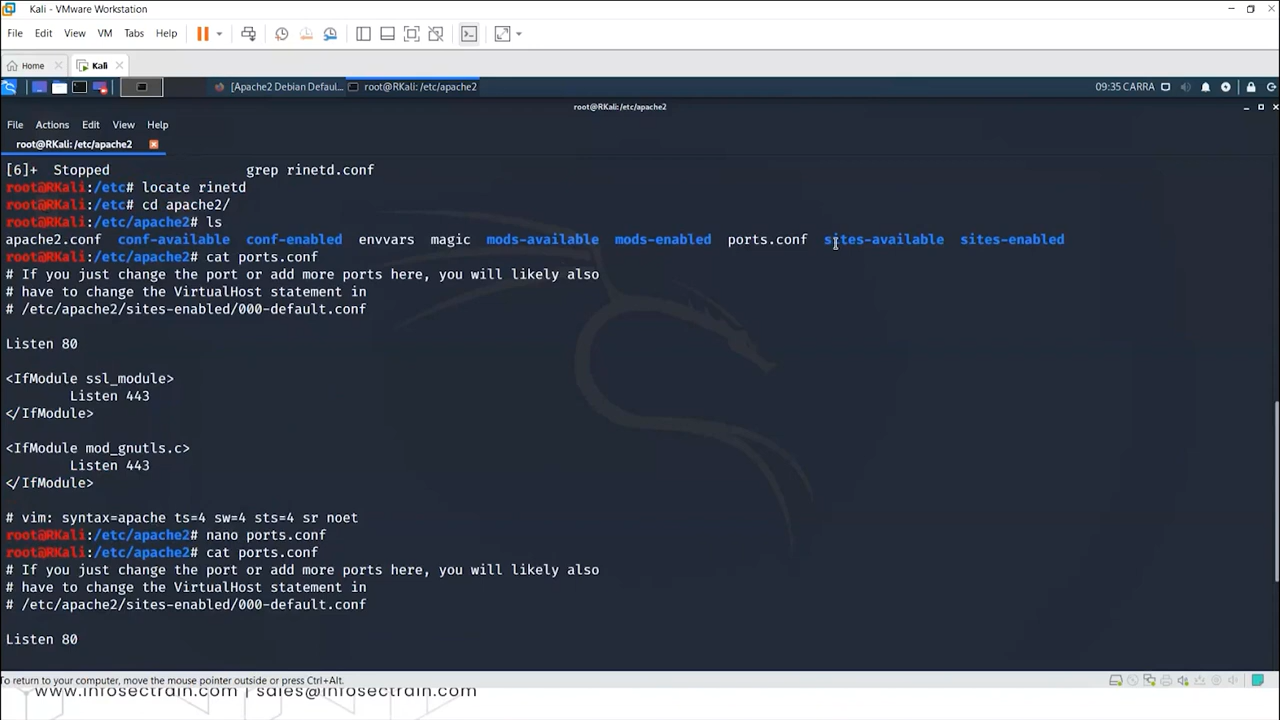 Kali - VMware Workstation
File Edit View VM Tabs Help
Home Kali
[Apache2 Debian Defaul... root@RKali: /etc/apache2 09:35 CARRA
root@RKali: /etc/apache2
File Actions Edit View Help
root@RKali: /etc/apache2
[6]+  Stopped                 grep rinetd.conf
root@RKali:/etc# locate rinetd
root@RKali:/etc# cd apache2/
root@RKali:/etc/apache2# ls
apache2.conf  conf-available  conf-enabled  envvars  magic  mods-available  mods-enabled  ports.conf  sites-available  sites-enabled
root@RKali:/etc/apache2# cat ports.conf
# If you just change the port or add more ports here, you will likely also
# have to change the VirtualHost statement in
# /etc/apache2/sites-enabled/000-default.conf
Listen 80
<IfModule ssl_module>
        Listen 443
</IfModule>
<IfModule mod_gnutls.c>
        Listen 443
</IfModule>
# vim: syntax=apache ts=4 sw=4 sts=4 sr noet
root@RKali:/etc/apache2# nano ports.conf
root@RKali:/etc/apache2# cat ports.conf
# If you just change the port or add more ports here, you will likely also
# have to change the VirtualHost statement in
# /etc/apache2/sites-enabled/000-default.conf
Listen 80
To return to your computer, move the mouse pointer outside or press Ctrl+Alt.
www.infosectrain.com | sales@infosectrain.com